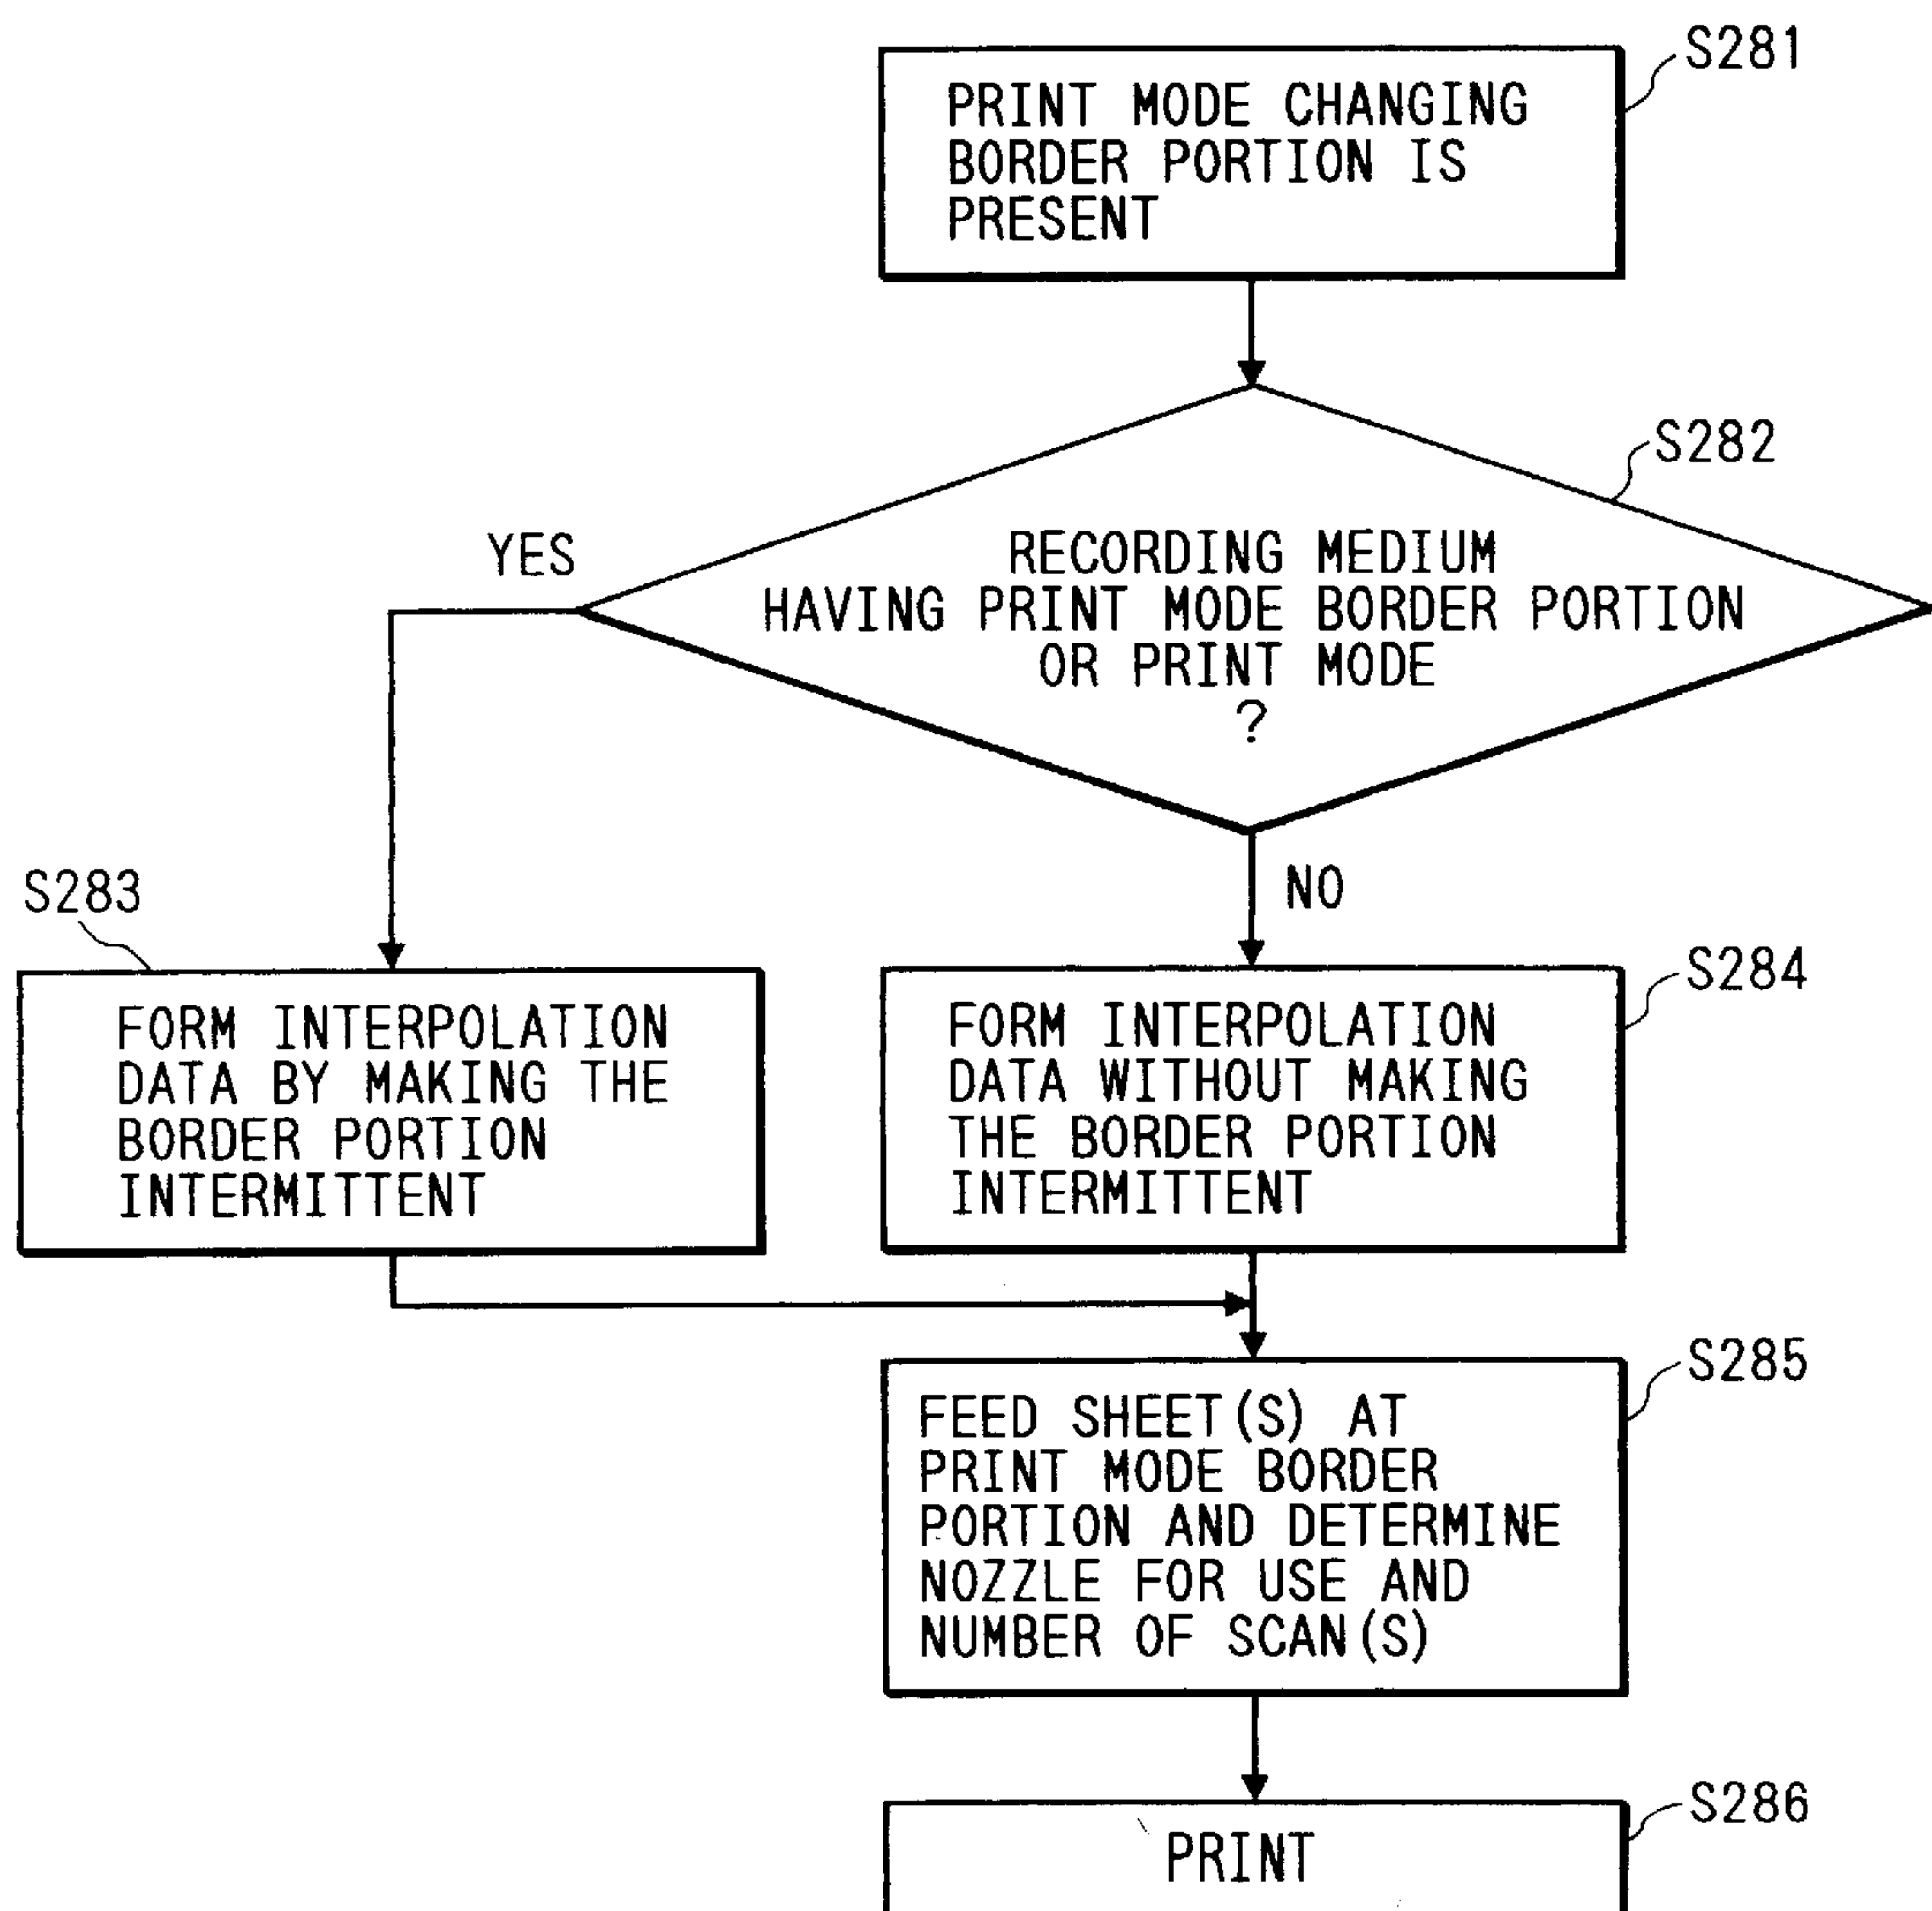 S281
PRINT MODE CHANGING
BORDER PORTION IS
PRESENT
S282
YES
RECORDING MEDIUM
HAVING PRINT MODE BORDER PORTION
OR PRINT MODE
?
NO
S283
FORM INTERPOLATION
DATA BY MAKING THE
BORDER PORTION
INTERMITTENT
S284
FORM INTERPOLATION
DATA WITHOUT MAKING
THE BORDER PORTION
INTERMITTENT
S285
FEED SHEET(S) AT
PRINT MODE BORDER
PORTION AND DETERMINE
NOZZLE FOR USE AND
NUMBER OF SCAN(S)
S286
PRINT